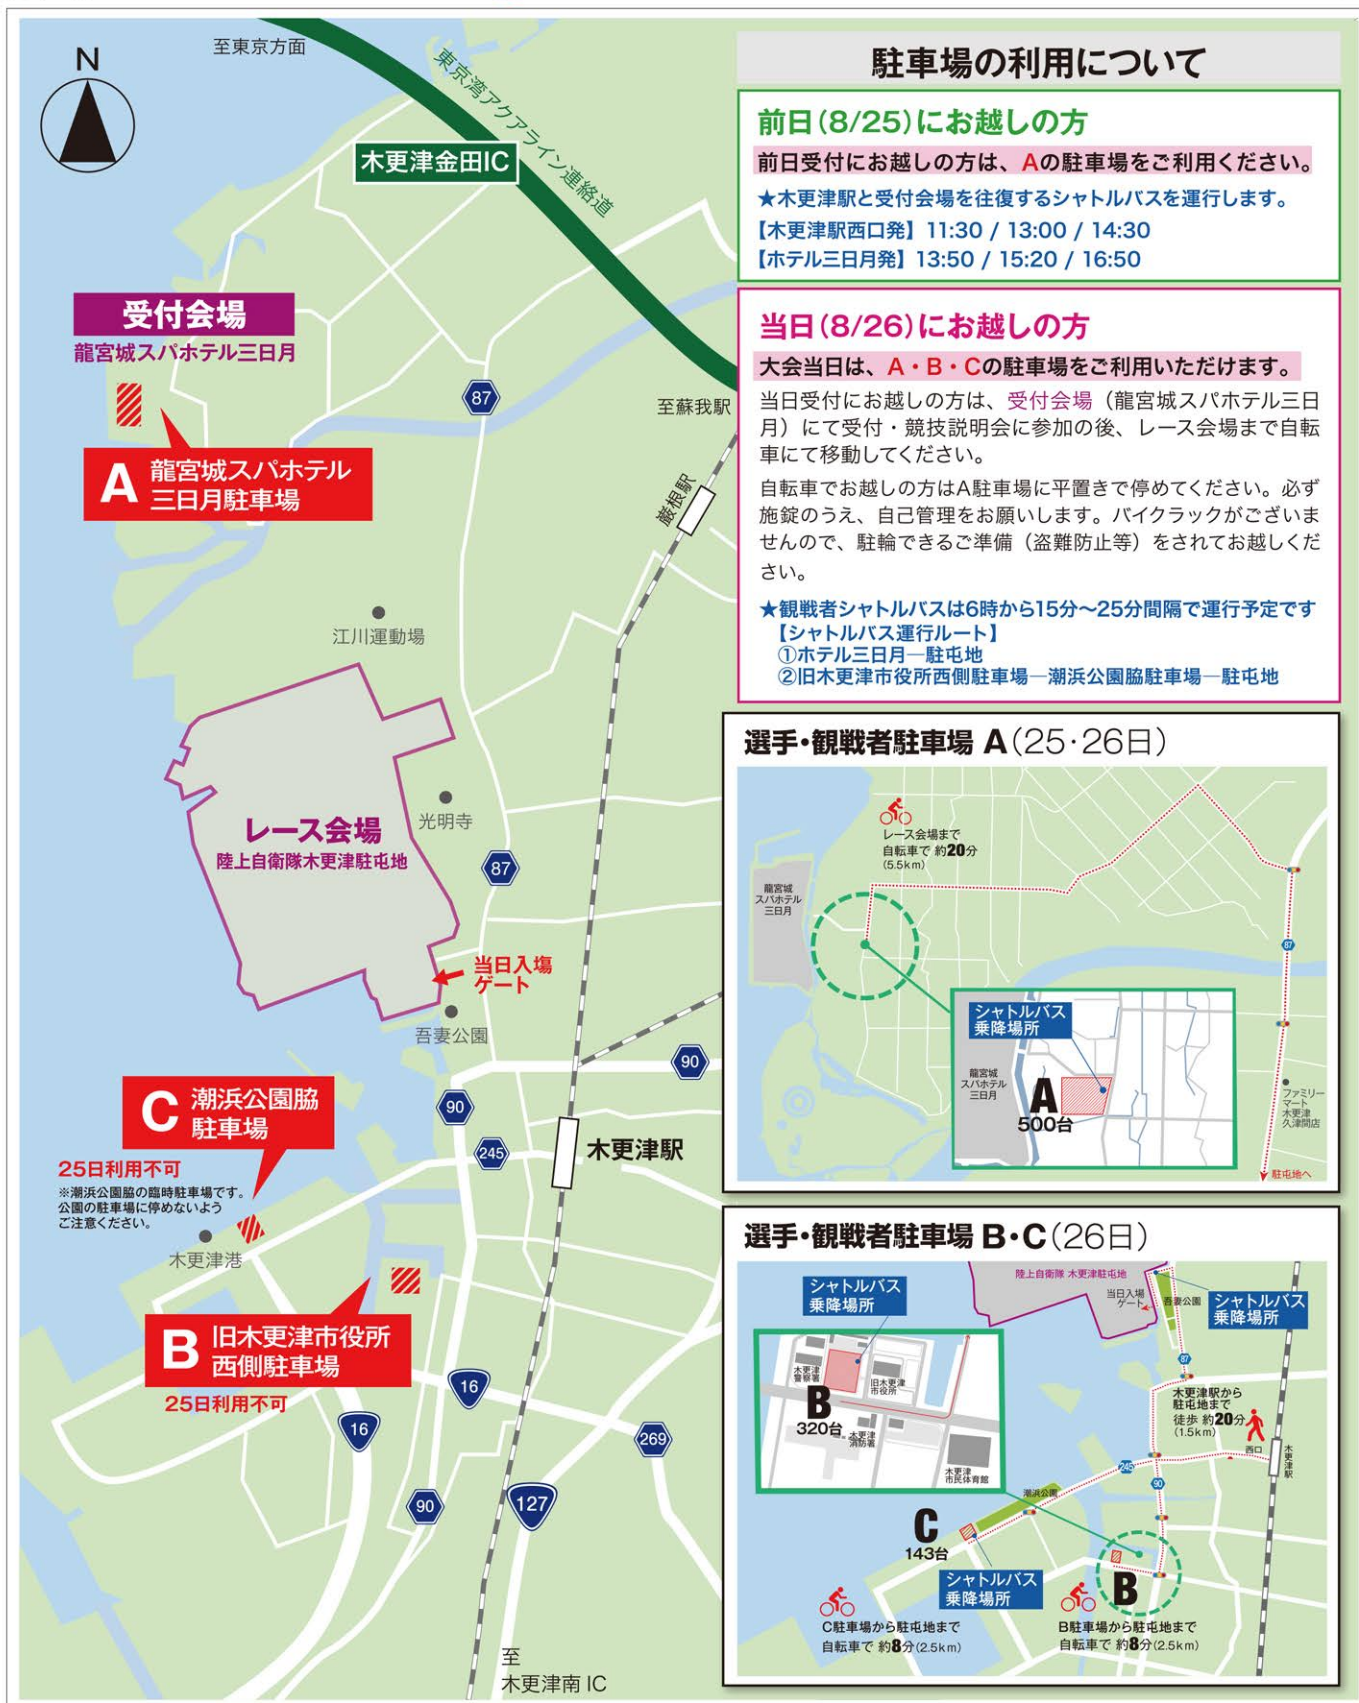 N
至東京方面
東京湾アクアライン連絡道
木更津金田IC
受付会場
龍宮城スパホテル三日月
87
至蘇我駅
巌根駅
A 龍宮城スパホテル
三日月駐車場
江川運動場
レース会場
陸上自衛隊木更津駐屯地
光明寺
87
当日入場
ゲート
吾妻公園
90
90
245
木更津駅
C 潮浜公園脇
駐車場
25日利用不可
※潮浜公園脇の臨時駐車場です。
公園の駐車場に停めないよう
ご注意ください。
木更津港
B 旧木更津市役所
西側駐車場
25日利用不可
16
16
269
90
127
至
木更津南 IC
駐車場の利用について
前日(8/25)にお越しの方
前日受付にお越しの方は、Aの駐車場をご利用ください。
★木更津駅と受付会場を往復するシャトルバスを運行します。
【木更津駅西口発】11:30 / 13:00 / 14:30
【ホテル三日月発】13:50 / 15:20 / 16:50
当日(8/26)にお越しの方
大会当日は、A・B・Cの駐車場をご利用いただけます。
当日受付にお越しの方は、受付会場（龍宮城スパホテル三日
月）にて受付・競技説明会に参加の後、レース会場まで自転
車にて移動してください。
自転車でお越しの方はA駐車場に平置きで停めてください。必ず
施錠のうえ、自己管理をお願いします。バイクラックがございま
せんので、駐輪できるご準備（盗難防止等）をされてお越しくだ
さい。
★観戦者シャトルバスは6時から15分〜25分間隔で運行予定です
【シャトルバス運行ルート】
①ホテル三日月―駐屯地
②旧木更津市役所西側駐車場―潮浜公園脇駐車場―駐屯地
選手・観戦者駐車場 A(25・26日)
レース会場まで
自転車で 約20分
(5.5km)
龍宮城
スパホテル
三日月
87
シャトルバス
乗降場所
龍宮城
スパホテル
三日月
A
500台
ファミリー
マート
木更津
久津間店
駐屯地へ
選手・観戦者駐車場 B・C(26日)
陸上自衛隊 木更津駐屯地
当日入場
ゲート
吾妻公園
シャトルバス
乗降場所
シャトルバス
乗降場所
木更津
警察署
旧木更津
市役所
B
320台
木更津
消防署
木更津
市民体育館
87
木更津駅から
駐屯地まで
徒歩 約20分
(1.5km)
西口
木更津駅
245
90
潮浜公園
C
143台
シャトルバス
乗降場所
B
C駐車場から駐屯地まで
自転車で 約8分(2.5km)
B駐車場から駐屯地まで
自転車で 約8分(2.5km)